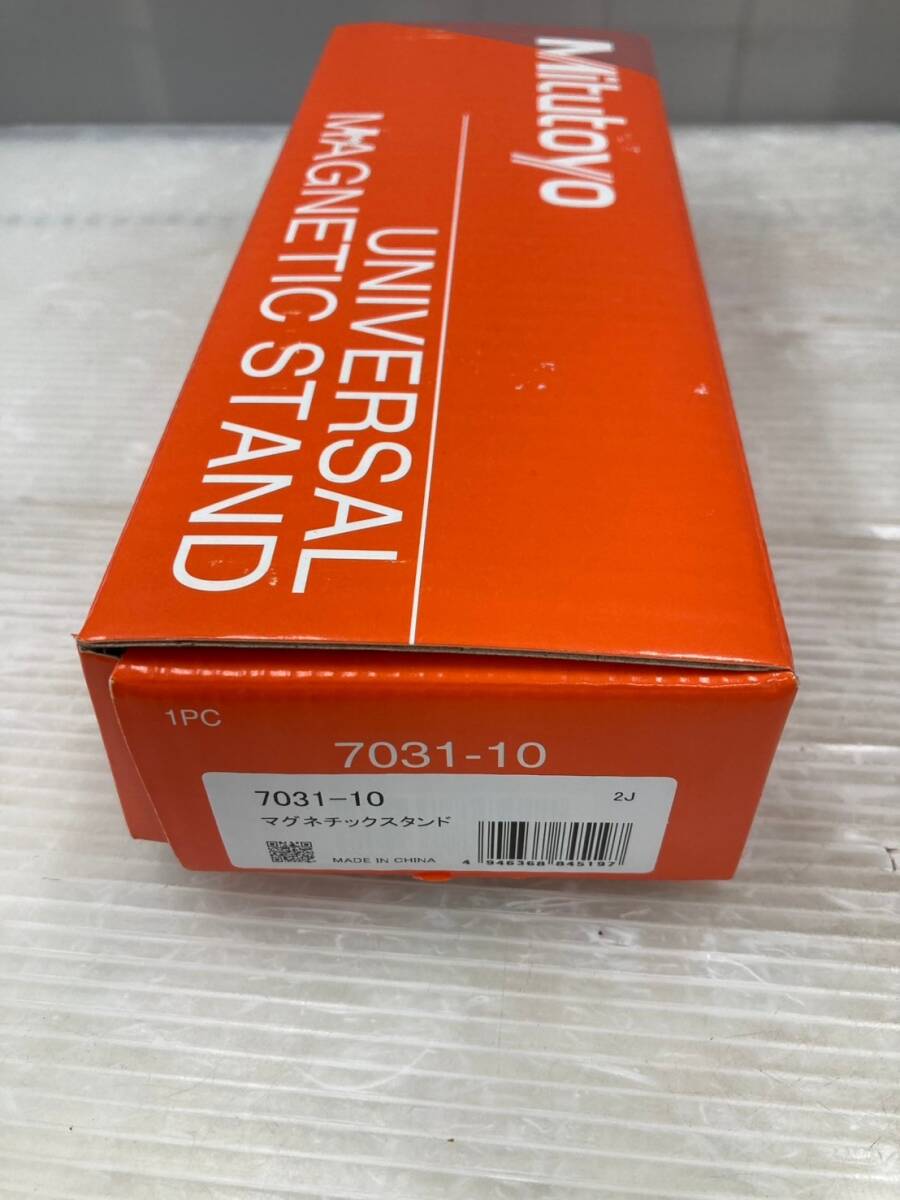 Mitutoyo
UNIVERSAL
MAGNETIC STAND
1PC
7031-10
7031-10
2J
マグネチックスタンド
MADE IN CHINA
4 946368 845197